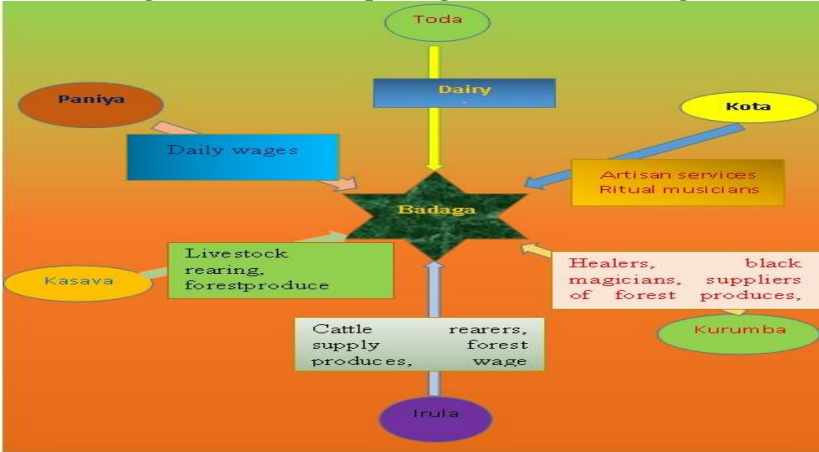 Toda
Dairy
Paniya
Kota
Daily wages
Artisan services
Ritual musicians
Badaga
Livestock
rearing,
forestproduce
Kasava
Healers, black
magicians, suppliers
of forest produces,
Cattle rearers,
supply forest
produces, wage
Kurumba
Irula